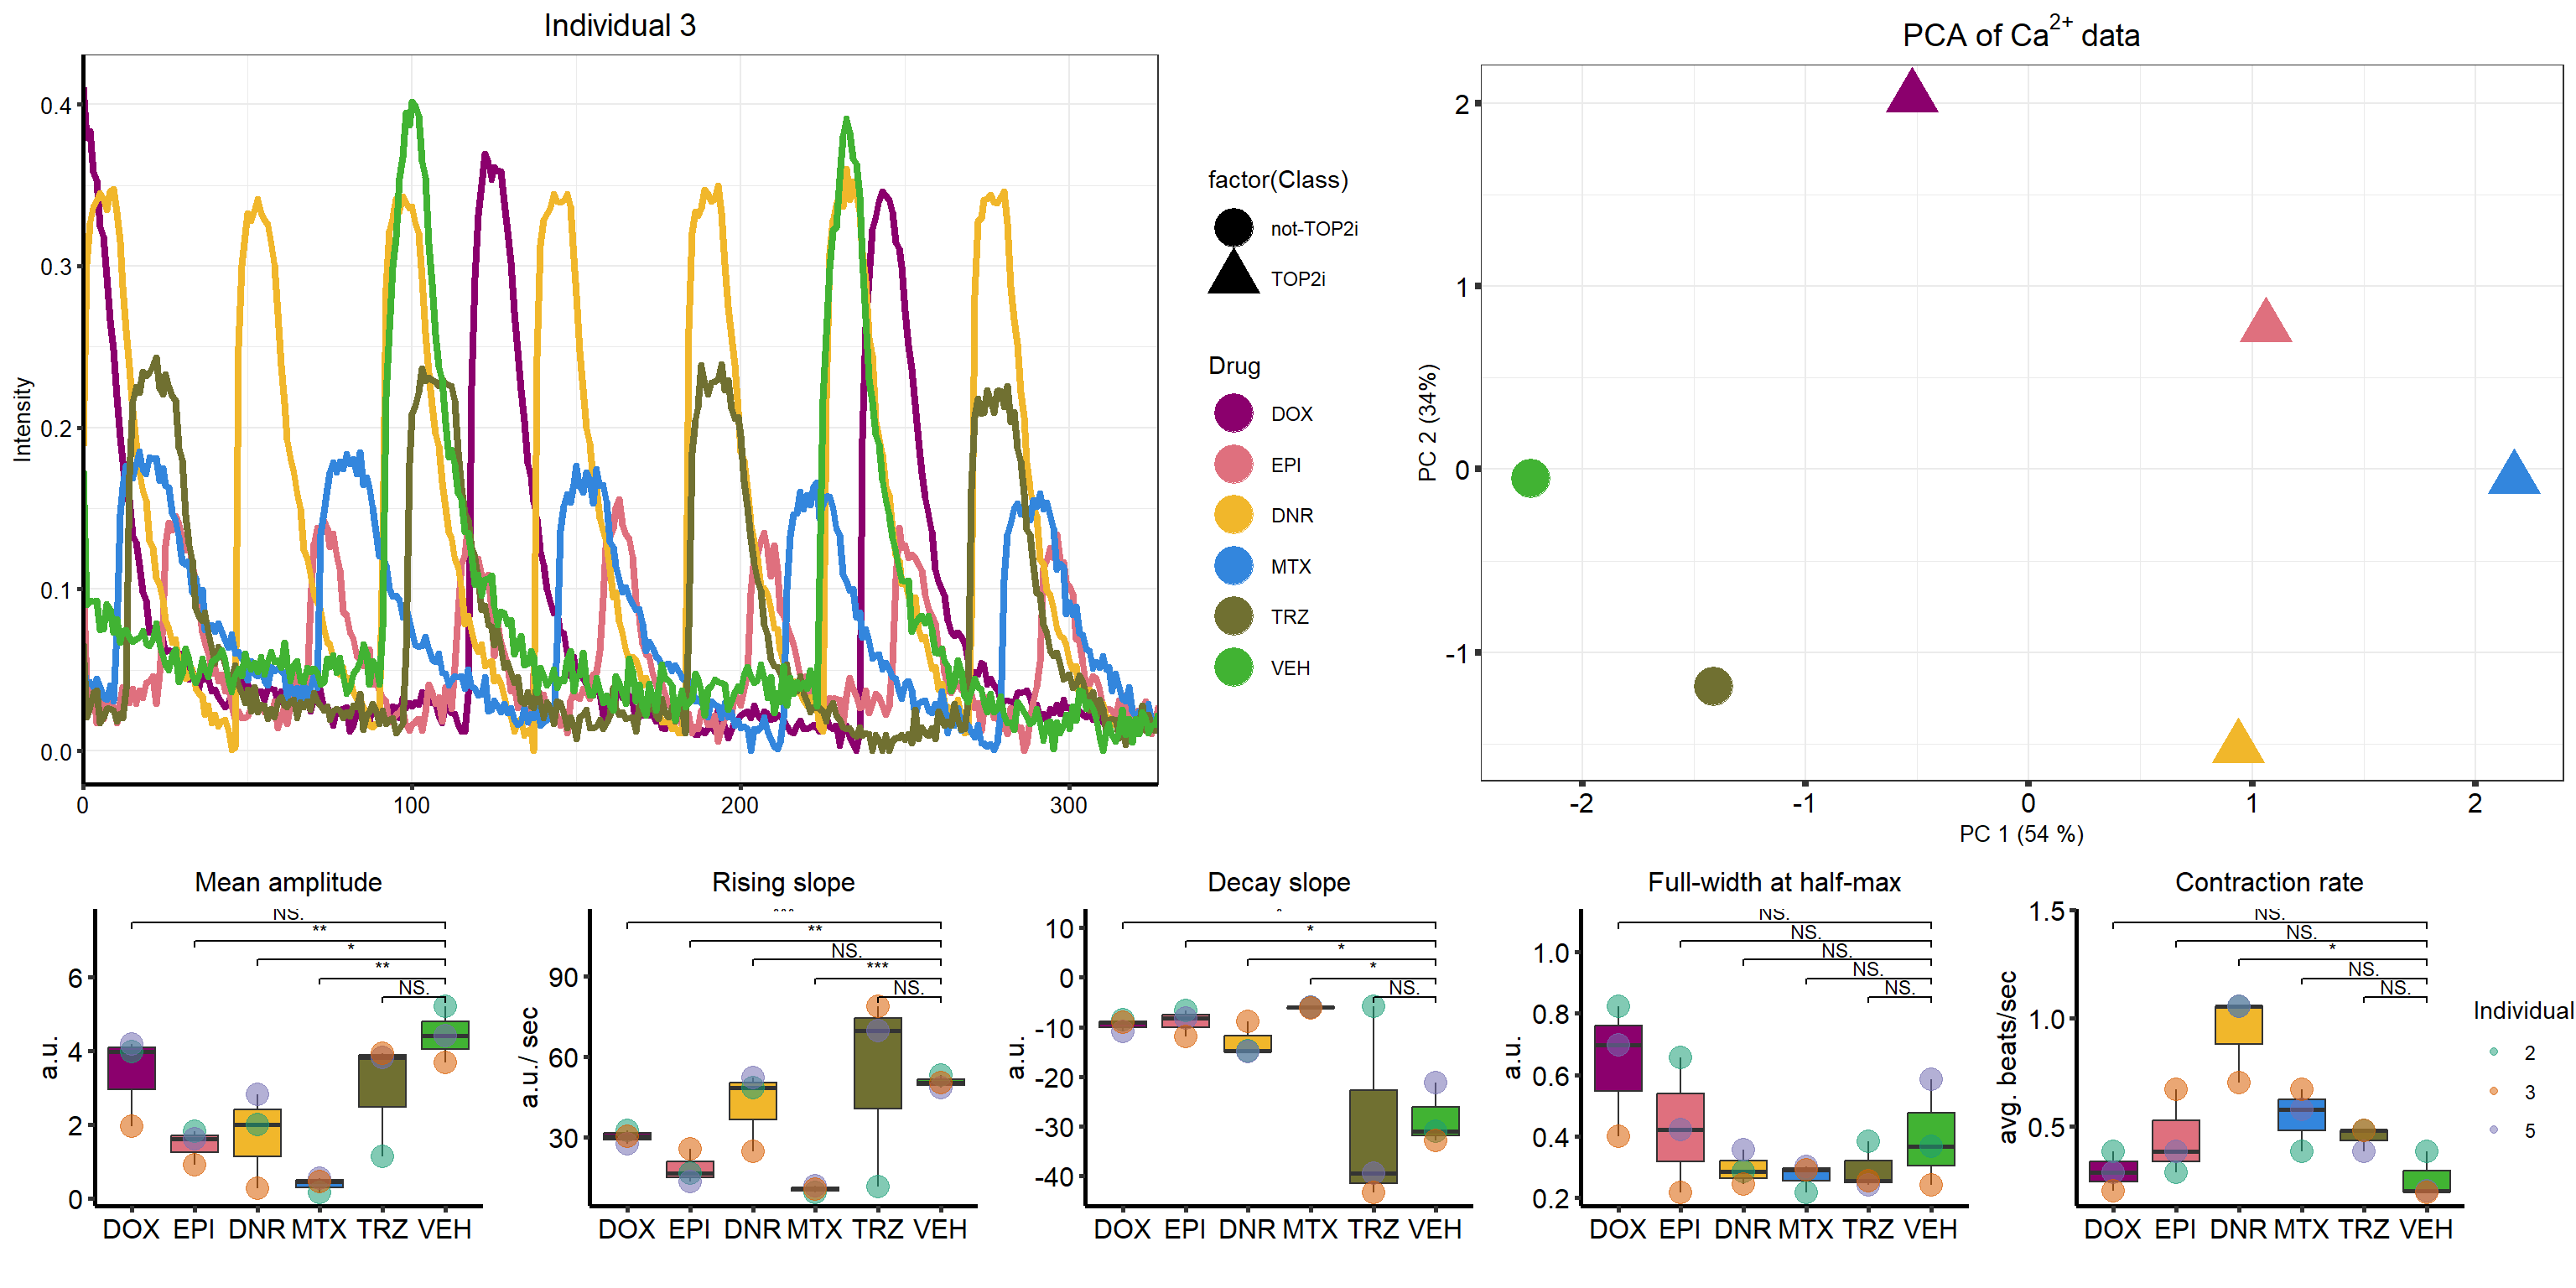 Individual 3
PCA of Ca2+ data
Intensity
0.4
0.3
0.2
0.1
0.0
0 100 200 300
factor(Class)
not-TOP2i
TOP2i
Drug
DOX
EPI
DNR
MTX
TRZ
VEH
PC 2 (34%)
2
1
0
-1
-2 -1 0 1 2
PC 1 (54 %)
Mean amplitude
a.u.
6
4
2
0
NS.
**
*
**
NS.
DOX EPI DNR MTX TRZ VEH
Rising slope
a.u./ sec
90
60
30
***
**
NS.
***
NS.
DOX EPI DNR MTX TRZ VEH
Decay slope
a.u.
10
0
-10
-20
-30
-40
*
*
*
*
NS.
DOX EPI DNR MTX TRZ VEH
Full-width at half-max
a.u.
1.0
0.8
0.6
0.4
0.2
NS.
NS.
NS.
NS.
NS.
DOX EPI DNR MTX TRZ VEH
Contraction rate
avg. beats/sec
1.5
1.0
0.5
NS.
NS.
*
NS.
NS.
DOX EPI DNR MTX TRZ VEH
Individual
2
3
5